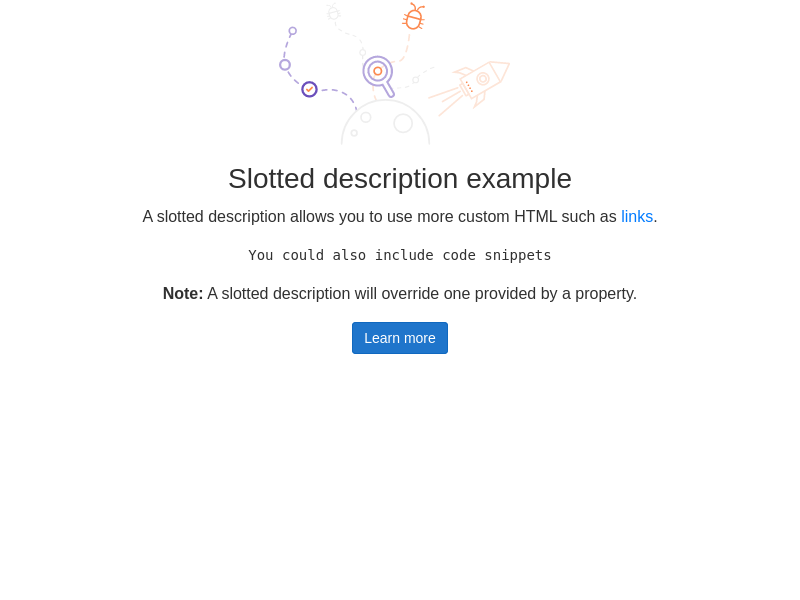 Slotted description example
A slotted description allows you to use more custom HTML such as links.
You could also include code snippets
Note: A slotted description will override one provided by a property.
Learn more